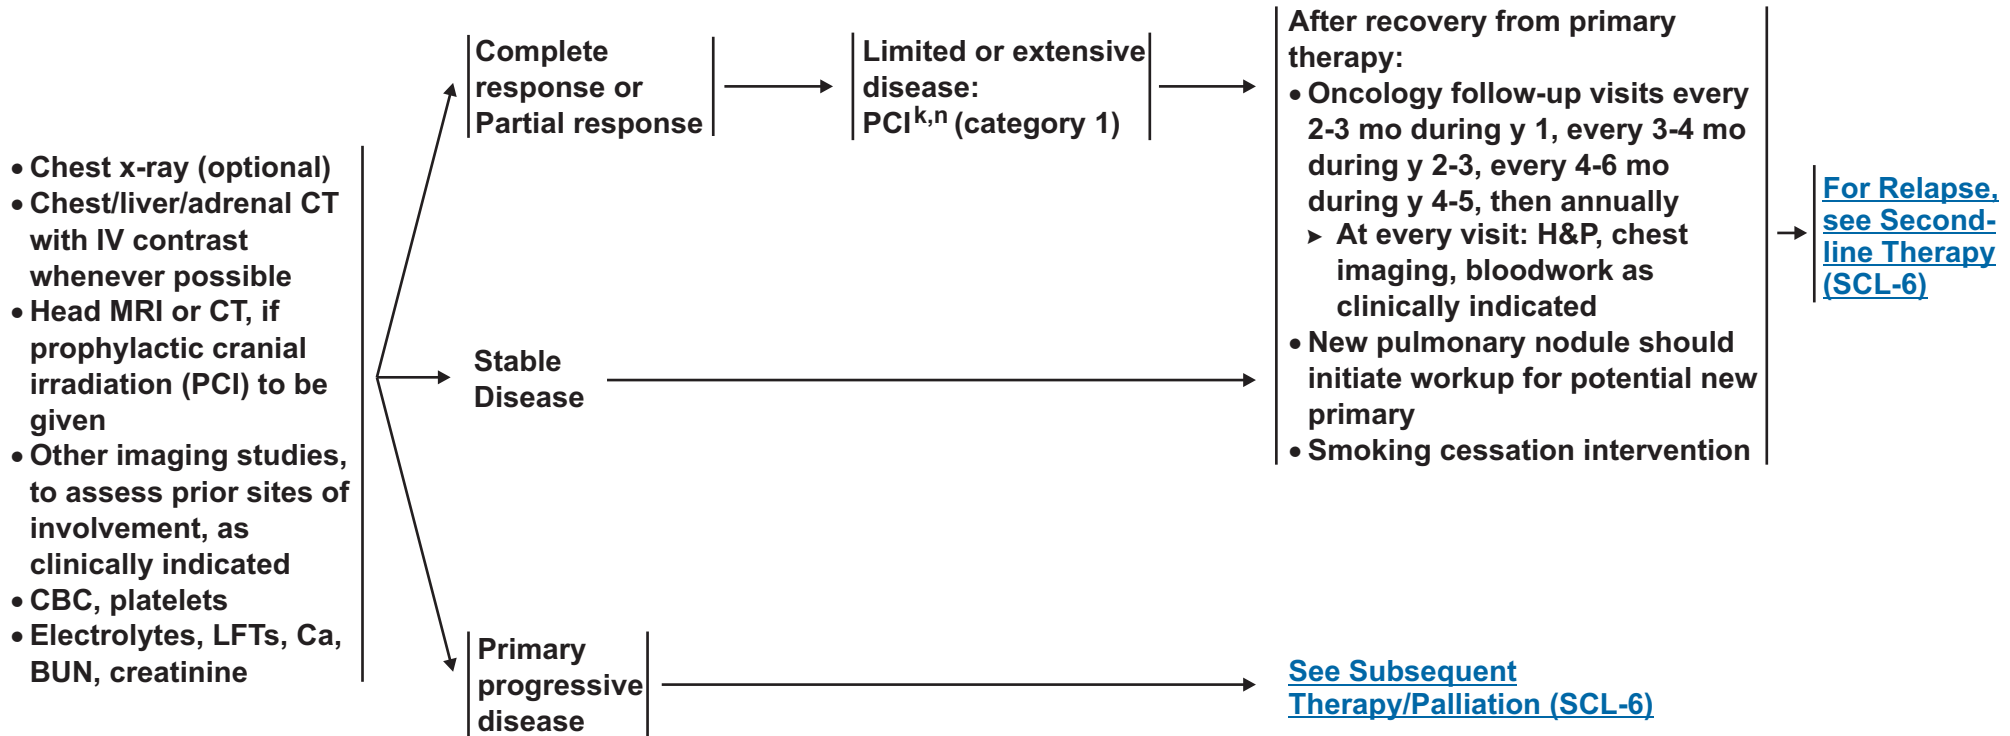 • Chest x-ray (optional)
• Chest/liver/adrenal CT
with IV contrast
whenever possible
• Head MRI or CT, if
prophylactic cranial
irradiation (PCI) to be
given
• Other imaging studies,
to assess prior sites of
involvement, as
clinically indicated
• CBC, platelets
• Electrolytes, LFTs, Ca,
BUN, creatinine
Complete
response or
Partial response
Limited or extensive
disease:
PCI k,n (category 1)
Stable
Disease
Primary
progressive
disease
After recovery from primary
therapy:
• Oncology follow-up visits every
2-3 mo during y 1, every 3-4 mo
during y 2-3, every 4-6 mo
during y 4-5, then annually
➤ At every visit: H&P, chest
imaging, bloodwork as
clinically indicated
• New pulmonary nodule should
initiate workup for potential new
primary
• Smoking cessation intervention
For Relapse,
see Second-
line Therapy
(SCL-6)
See Subsequent
Therapy/Palliation (SCL-6)